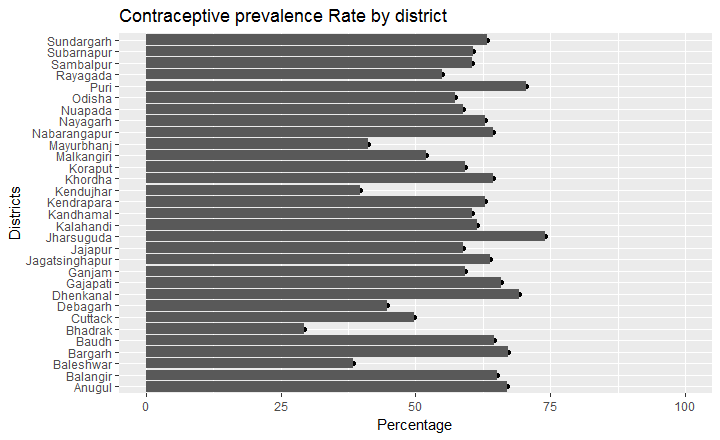 Contraceptive prevalence Rate by district
Districts
Sundargarh
Subarnapur
Sambalpur
Rayagada
Puri
Odisha
Nuapada
Nayagarh
Nabarangapur
Mayurbhanj
Malkangiri
Koraput
Khordha
Kendujhar
Kendrapara
Kandhamal
Kalahandi
Jharsuguda
Jajapur
Jagatsinghapur
Ganjam
Gajapati
Dhenkanal
Debagarh
Cuttack
Bhadrak
Baudh
Bargarh
Baleshwar
Balangir
Anugul
0 25 50 75 100
Percentage